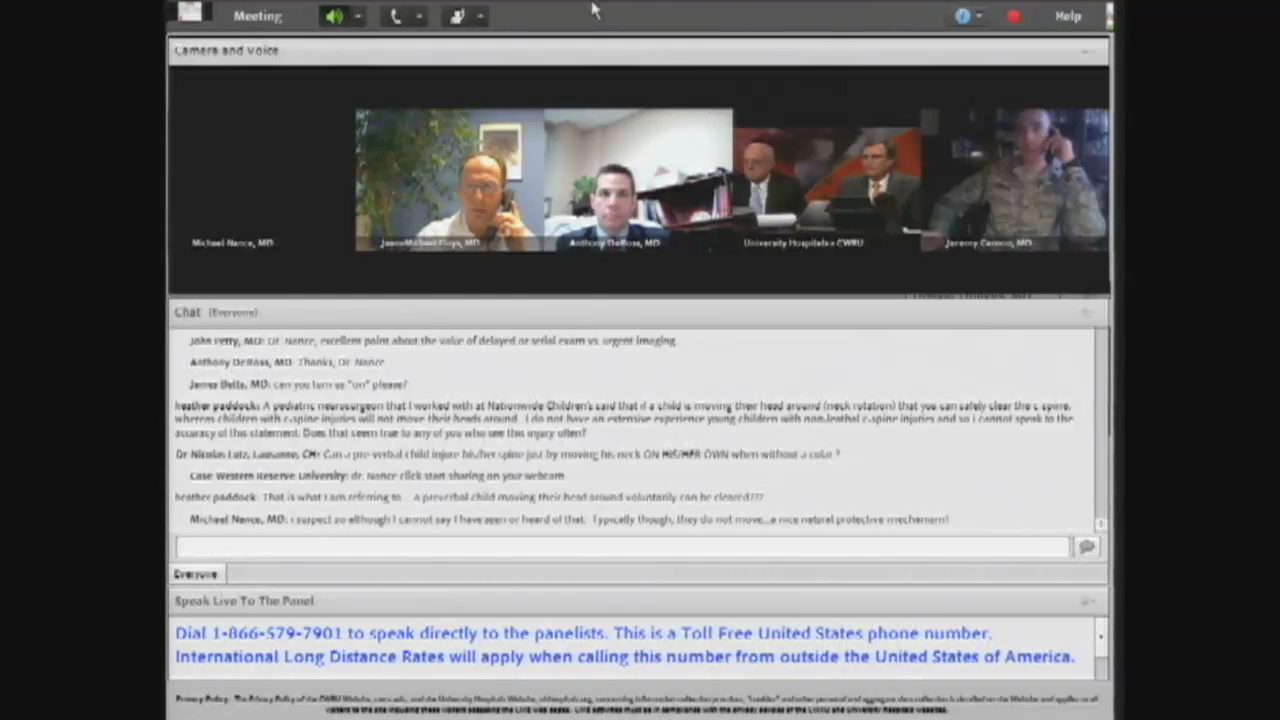 Meeting
Help
Camera and Voice
Michael Nance, MD
Anthony DeRoss, MD
University Hospitals - CWRU
Jeremy Cannon, MD
Chat (Everyone)
John Petty, MD: Dr. Nance, excellent point about the value of delayed or serial exam vs. urgent imaging.
Anthony DeRoss, MD: Thanks, Dr. Nance
James Betts, MD: can you turn us "on" please?
heather paddock: A pediatric neurosurgeon that I worked with at Nationwide Children's said that if a child is moving their head around (neck rotation) that you can safely clear the c spine,
whereas children with c-spine injuries will not move their heads around. I do not have an extensive experience young children with non-lethal c-spine injuries and so I cannot speak to the
accuracy of this statement. Does that seem true to any of you who see this injury often?
Dr Nicolas Lutz, Lausanne, CH: Can a pre-verbal child injure his/her spine just by moving his neck ON HIS/HER OWN when without a collar ?
Case Western Reserve University: dr. Nance click start sharing on your webcam
heather paddock: That is what I am referring to... a preverbal child moving their head around voluntarily can be cleared???
Michael Nance, MD: i suspect so although I cannot say I have seen or heard of that. Typically though, they do not move...a nice natural protective mechanism!
Everyone
Speak Live To The Panel
Dial 1-866-579-7901 to speak directly to the panelists. This is a Toll Free United States phone number.
International Long Distance Rates will apply when calling this number from outside the United States of America.